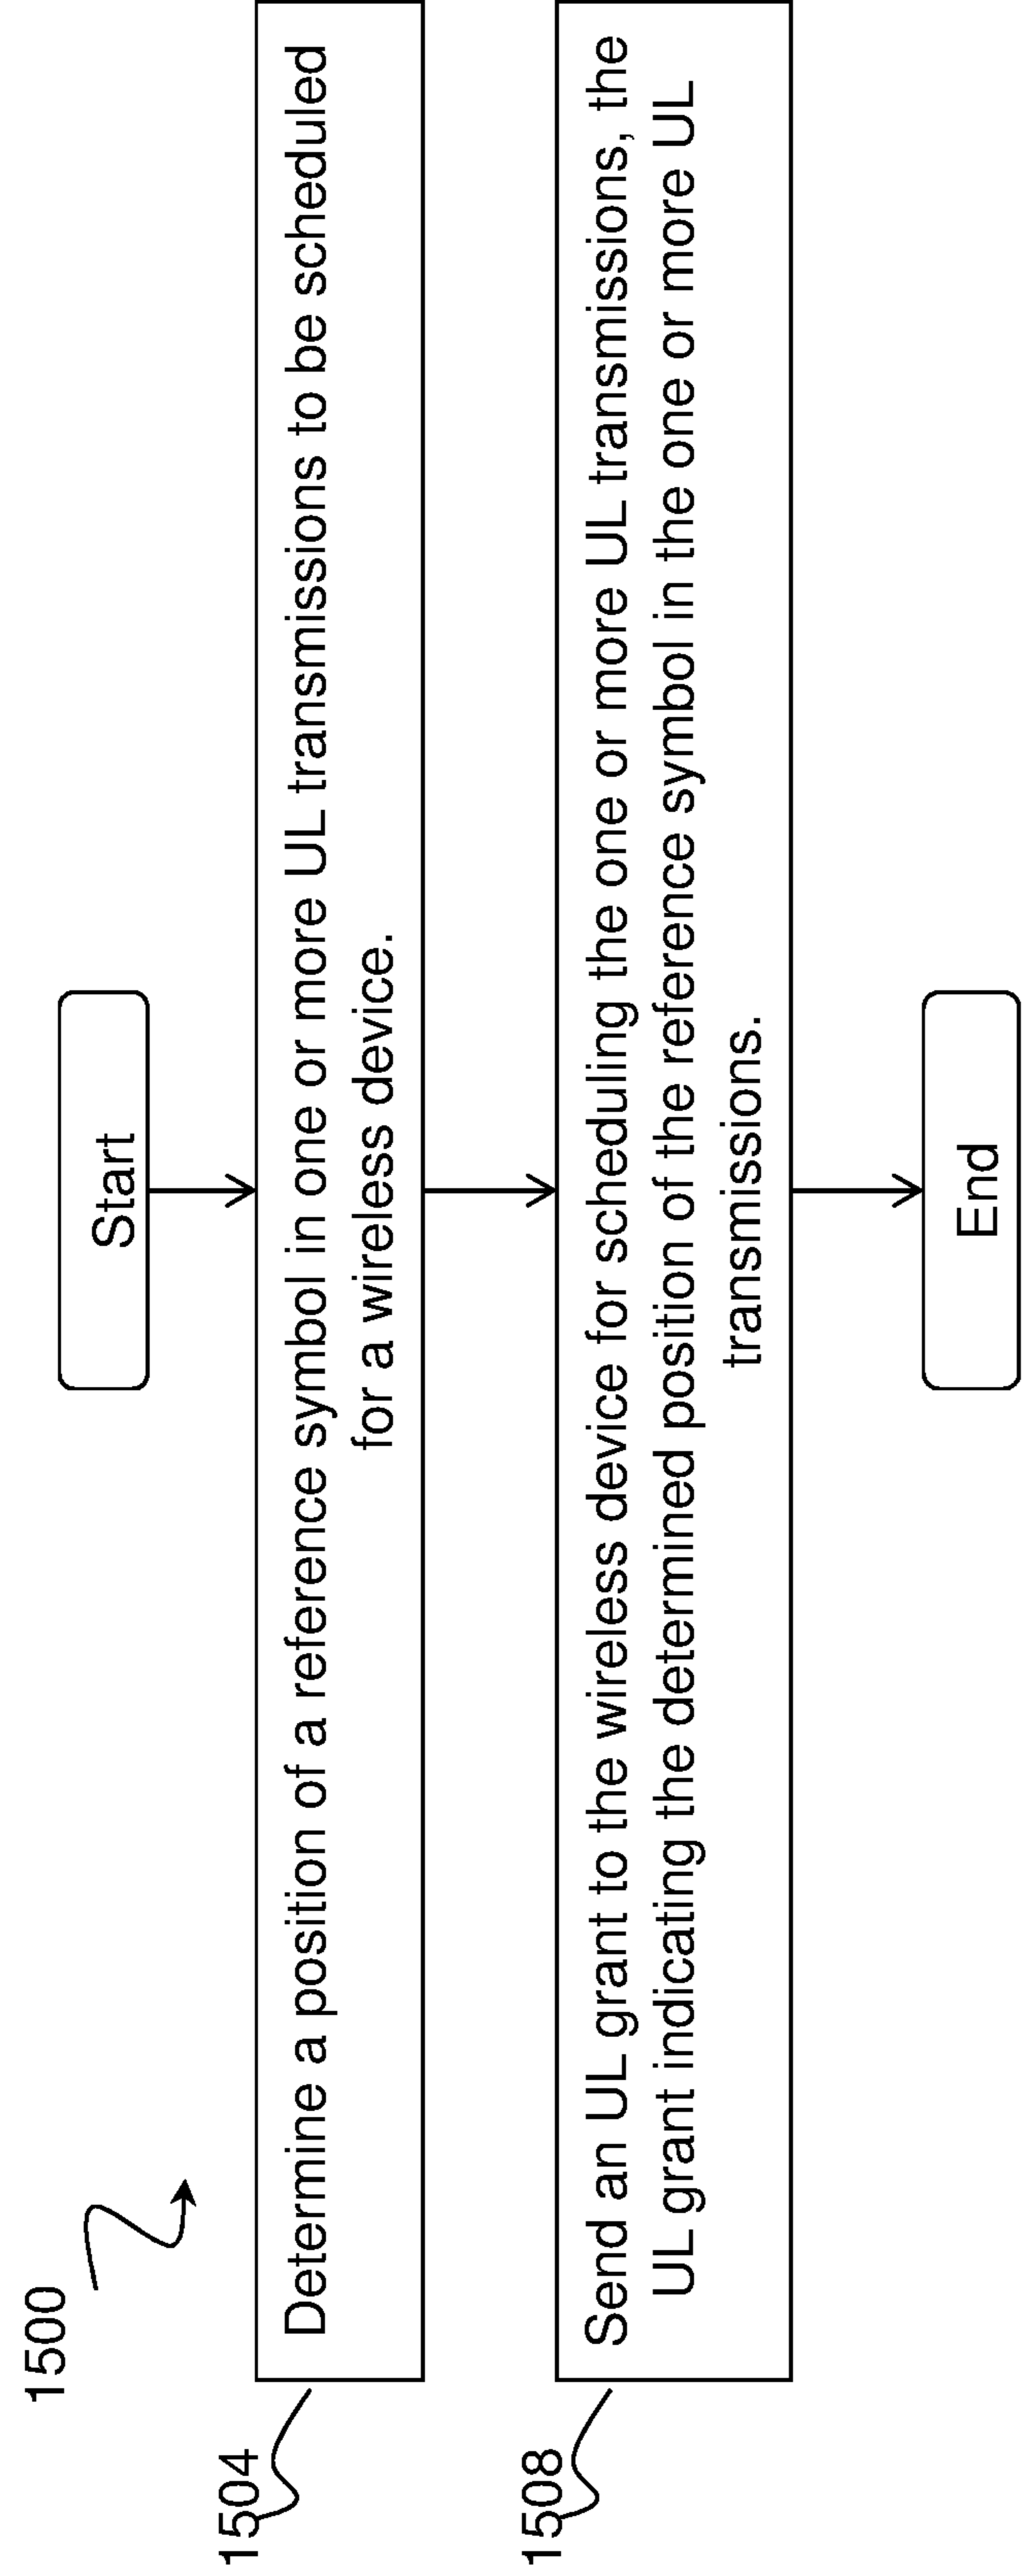 1500
Start
1504
Determine a position of a reference symbol in one or more UL transmissions to be scheduled
for a wireless device.
1508
Send an UL grant to the wireless device for scheduling the one or more UL transmissions, the
UL grant indicating the determined position of the reference symbol in the one or more UL
transmissions.
End